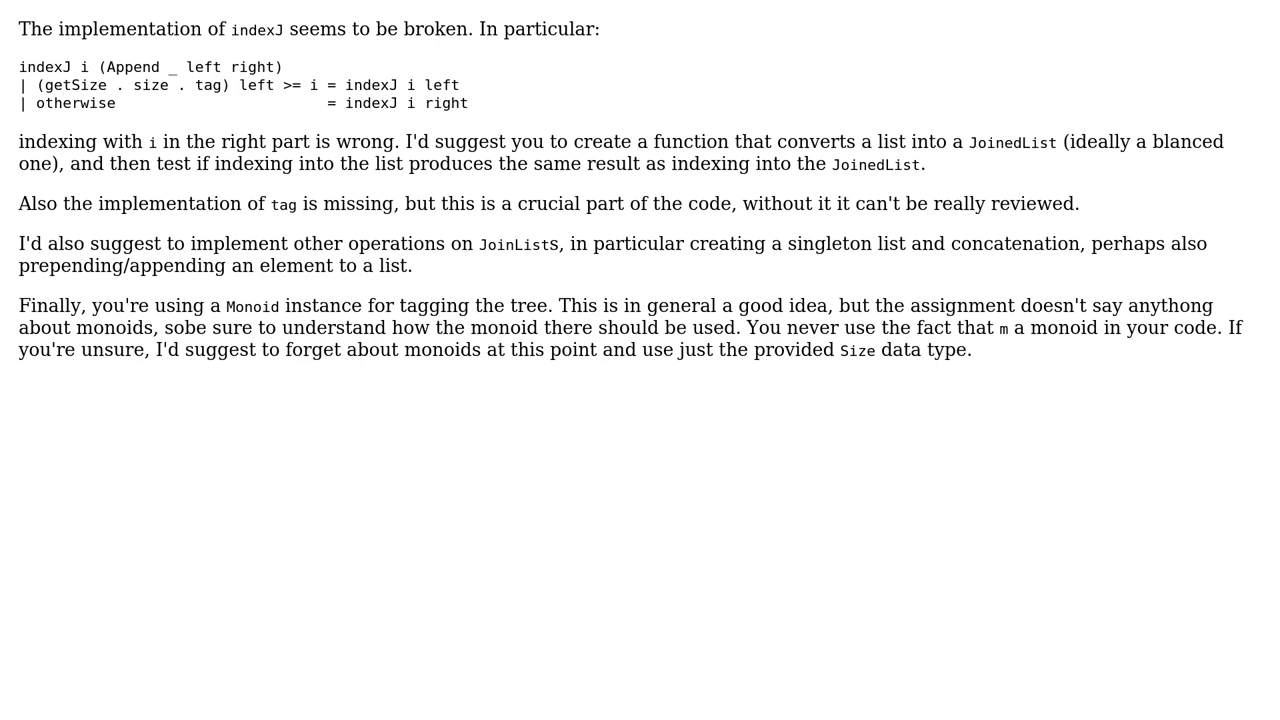 The implementation of indexJ seems to be broken. In particular:
indexJ i (Append _ left right)
| (getSize . size . tag) left >= i = indexJ i left
| otherwise                        = indexJ i right
indexing with i in the right part is wrong. I'd suggest you to create a function that converts a list into a JoinedList (ideally a blanced
one), and then test if indexing into the list produces the same result as indexing into the JoinedList.
Also the implementation of tag is missing, but this is a crucial part of the code, without it it can't be really reviewed.
I'd also suggest to implement other operations on JoinLists, in particular creating a singleton list and concatenation, perhaps also
prepending/appending an element to a list.
Finally, you're using a Monoid instance for tagging the tree. This is in general a good idea, but the assignment doesn't say anythong
about monoids, sobe sure to understand how the monoid there should be used. You never use the fact that m a monoid in your code. If
you're unsure, I'd suggest to forget about monoids at this point and use just the provided Size data type.